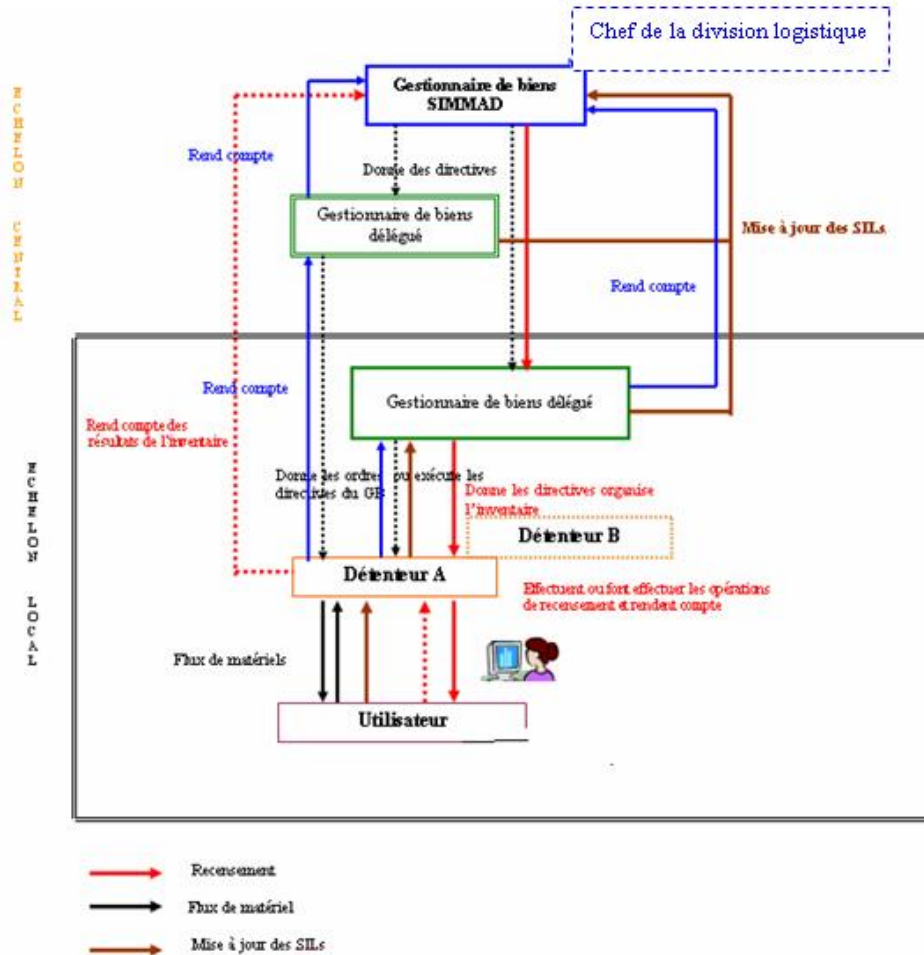 Chef de la division logistique
Gestionnaire de biens
SIMMAD
ECHELON CENTRAL
Rend compte
Donne des directives
Gestionnaire de biens
délégué
Mise à jour des SILs
Rend compte
Rend compte
Gestionnaire de biens délégué
Rend compte des
résultats de l'inventaire
ECHELON LOCAL
Donne les ordres ou exécute les
directives du GB
Donne les directives organise
l'inventaire
Détenteur B
Détenteur A
Effectuent ou font effectuer les opérations
de recensement et rendent compte
Flux de matériels
Utilisateur
Recensement
Flux de matériel
Mise à jour des SILs